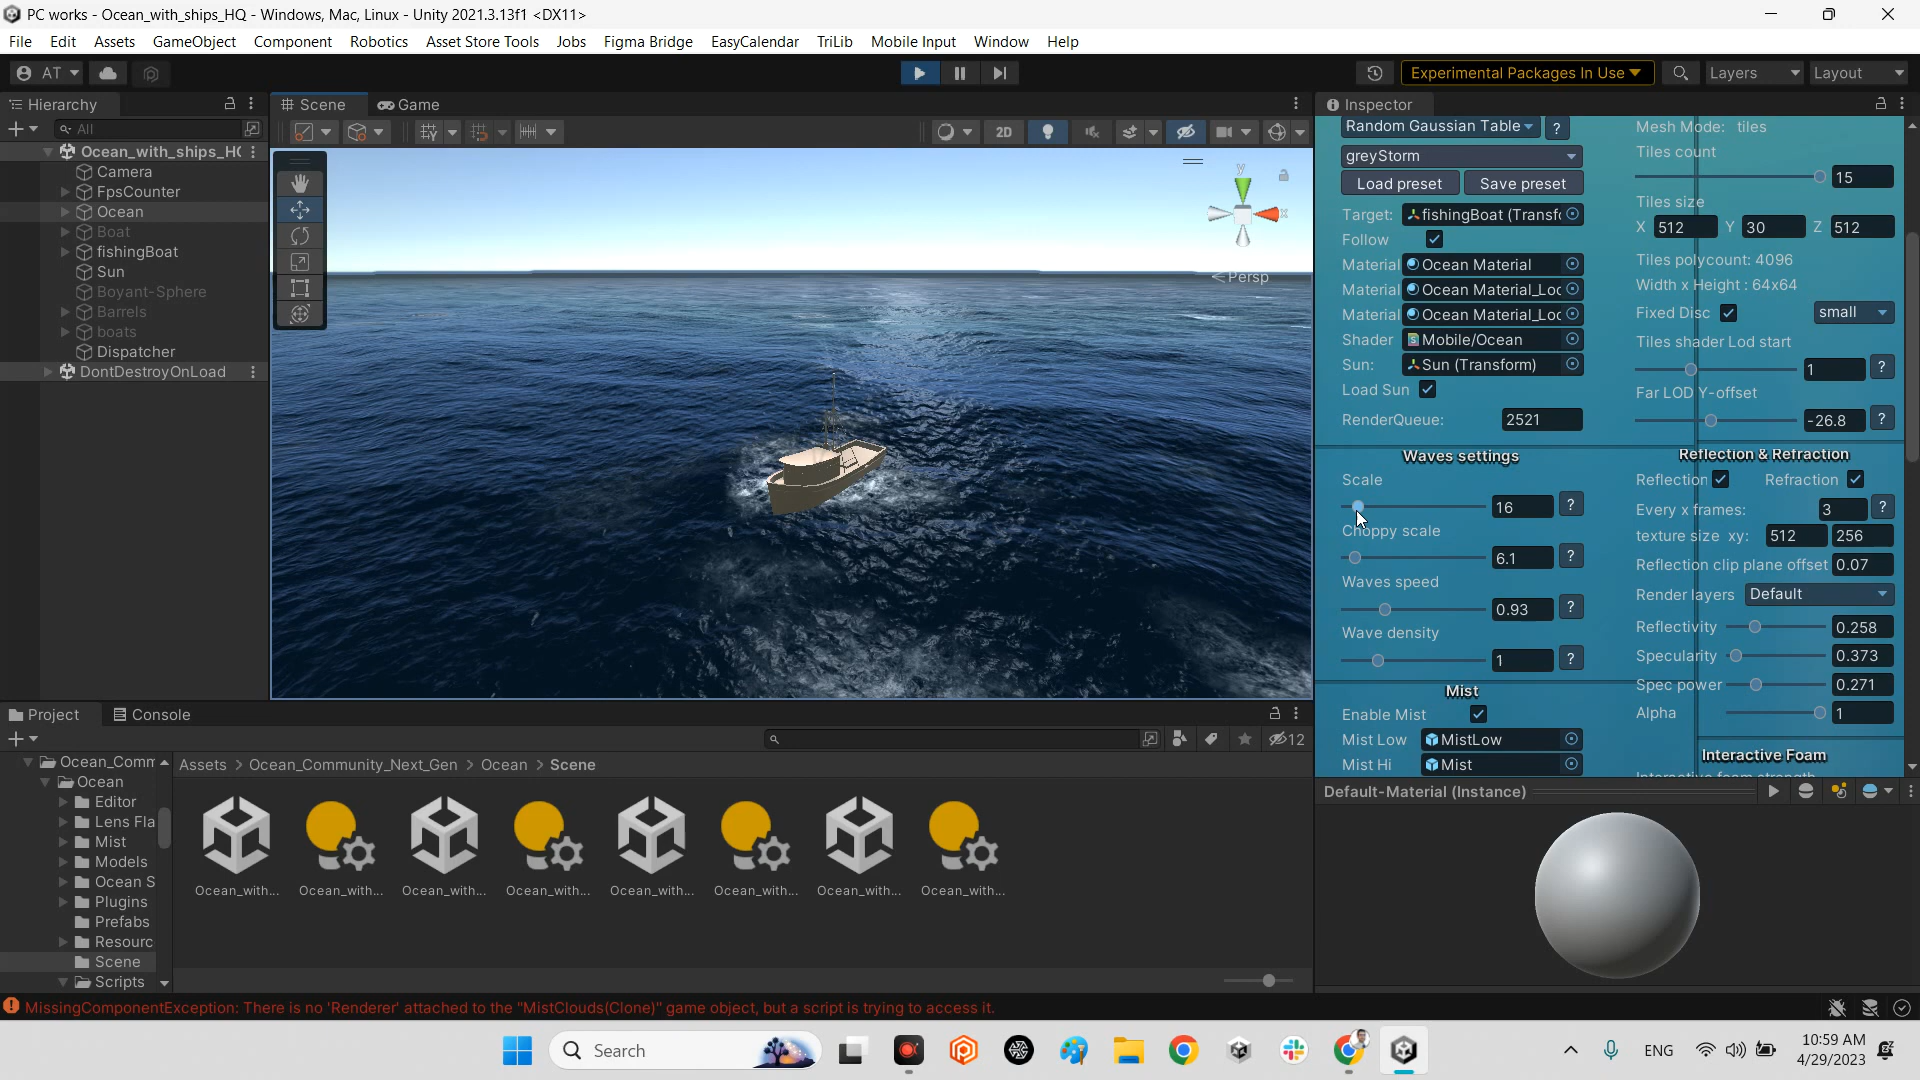 PC works - Ocean_with_ships_HQ - Windows, Mac, Linux - Unity 2021.3.13f1 <DX11>
File Edit Assets GameObject Component Robotics Asset Store Tools Jobs Figma Bridge EasyCalendar TriLib Mobile Input Window Help
AT Experimental Packages In Use Layers Layout
Hierarchy
All
Ocean_with_ships_HQ
Camera
FpsCounter
Ocean
Boat
fishingBoat
Sun
Boyant-Sphere
Barrels
boats
Dispatcher
DontDestroyOnLoad
Scene Game
2D
y
x
Persp
Inspector
Random Gaussian Table ?
greyStorm
Load preset Save preset
Target: fishingBoat (Transfo
Follow
Material Ocean Material
Material Ocean Material_Loc
Material Ocean Material_Loc
Shader Mobile/Ocean
Sun: Sun (Transform)
Load Sun
RenderQueue: 2521
Waves settings
Scale
16 ?
Choppy scale
6.1 ?
Waves speed
0.93 ?
Wave density
1 ?
Mist
Enable Mist
Mist Low MistLow
Mist Hi Mist
Mesh Mode: tiles
Tiles count
15
Tiles size
X 512 Y 30 Z 512
Tiles polycount: 4096
Width x Height : 64x64
Fixed Disc small
Tiles shader Lod start
1 ?
Far LOD Y-offset
-26.8 ?
Reflection & Refraction
Reflection Refraction
Every x frames: 3 ?
texture size xy: 512 256
Reflection clip plane offset 0.07
Render layers Default
Reflectivity 0.258
Specularity 0.373
Spec power 0.271
Alpha 1
Interactive Foam
Interactive foam strength
Default-Material (Instance)
Project Console
12
Ocean_Comm
Ocean
Editor
Lens Fla
Mist
Models
Ocean S
Plugins
Prefabs
Resourc
Scene
Scripts
Assets > Ocean_Community_Next_Gen > Ocean > Scene
Ocean_with... Ocean_with... Ocean_with... Ocean_with... Ocean_with... Ocean_with... Ocean_with... Ocean_with...
MissingComponentException: There is no 'Renderer' attached to the "MistClouds(Clone)" game object, but a script is trying to access it.
Search
ENG
10:59 AM
4/29/2023